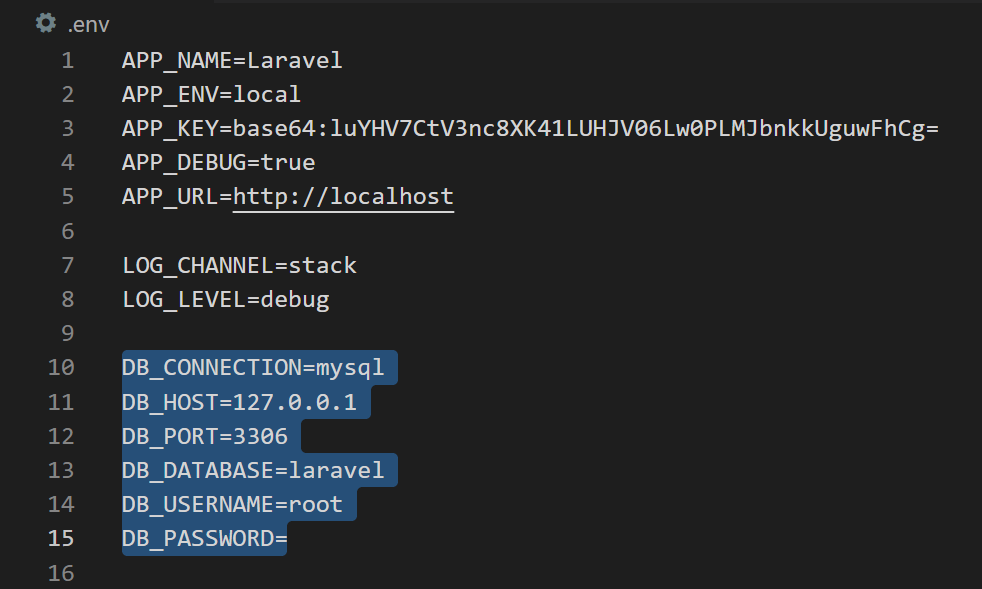 .env
1 APP_NAME=Laravel
2 APP_ENV=local
3 APP_KEY=base64:luYHV7CtV3nc8XK41LUHJV06Lw0PLMJbnkkUguwFhCg=
4 APP_DEBUG=true
5 APP_URL=http://localhost
6
7 LOG_CHANNEL=stack
8 LOG_LEVEL=debug
9
10 DB_CONNECTION=mysql
11 DB_HOST=127.0.0.1
12 DB_PORT=3306
13 DB_DATABASE=laravel
14 DB_USERNAME=root
15 DB_PASSWORD=
16